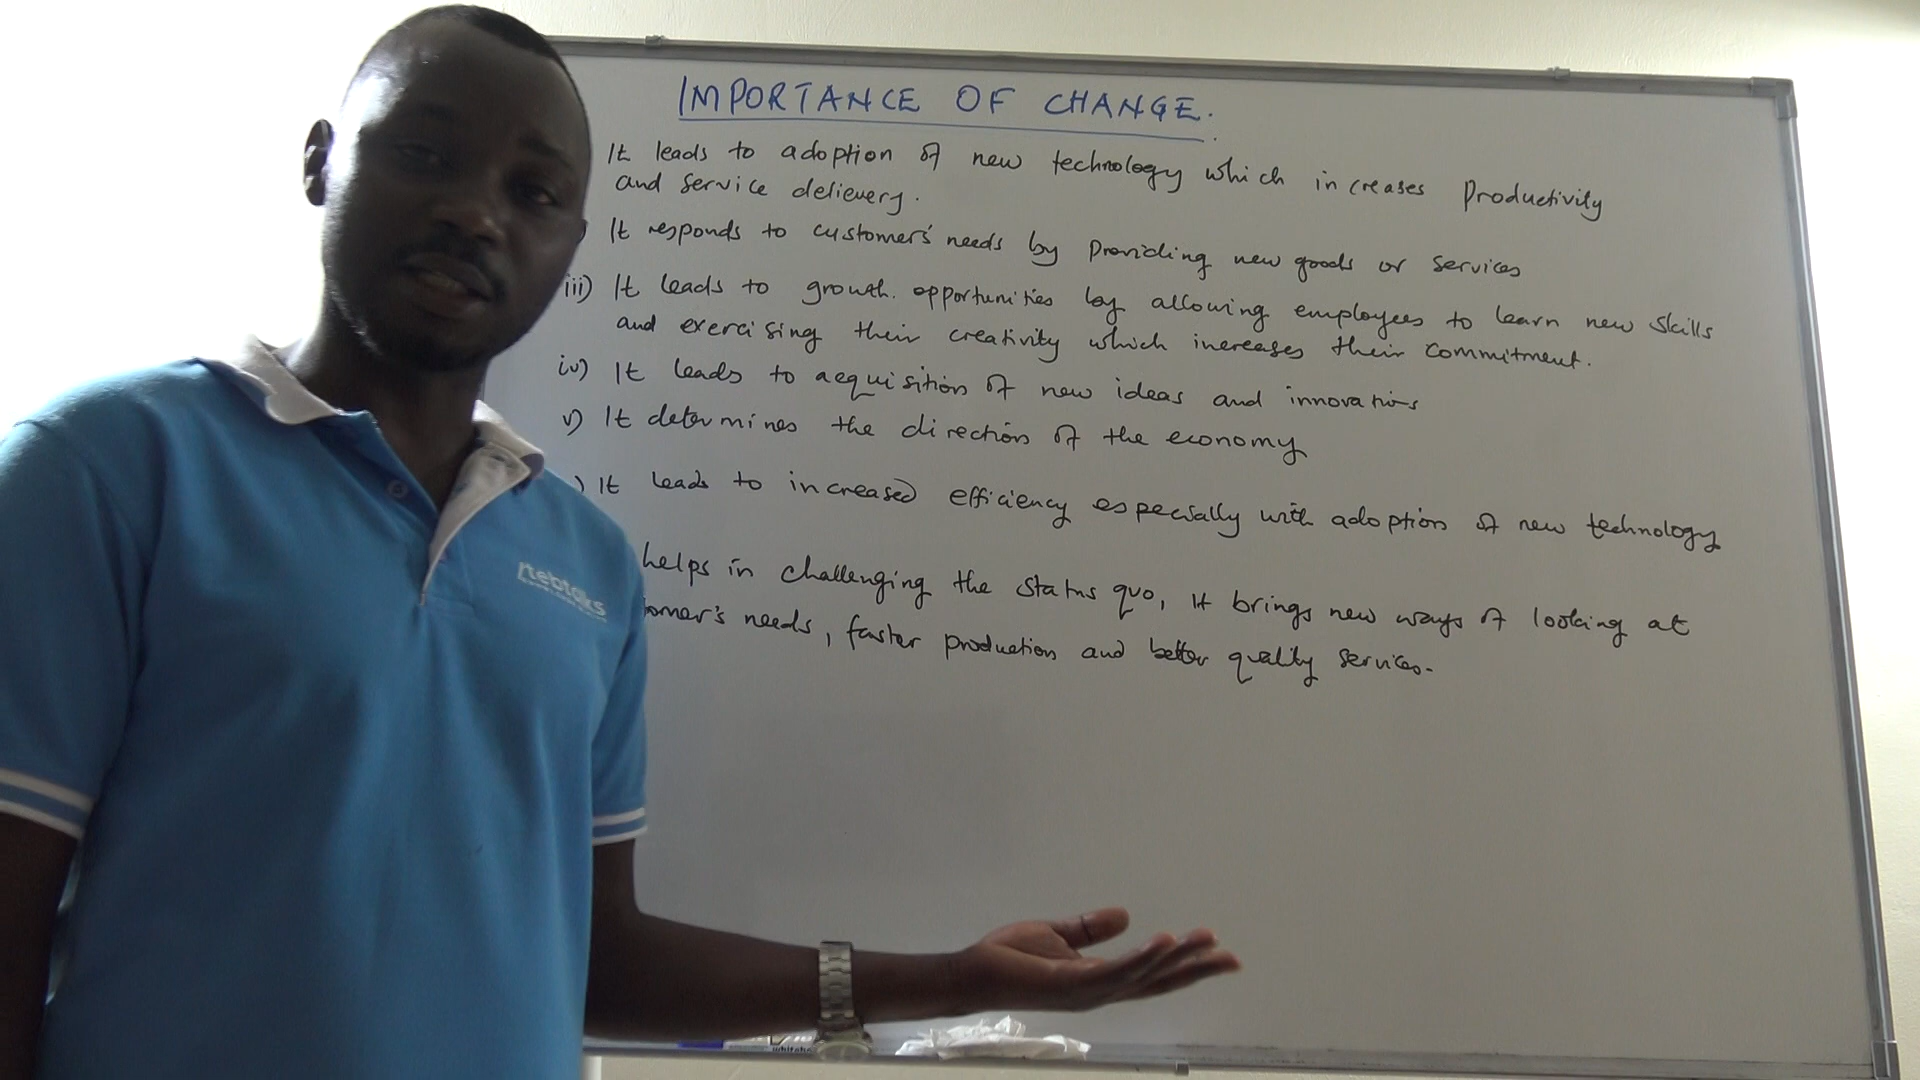 IMPORTANCE OF CHANGE.
It leads to adoption of new technology which increases Productivity
and service delievery.
It responds to customers' needs by Providing new goods or services
iii) It leads to growth opportunities by allowing employees to learn new skills
and exercising their creativity which increases their commitment.
iv) It leads to acquisition of new ideas and innovations
v) It determines the direction of the economy
) It leads to increased efficiency especially with adoption of new technology
helps in challenging the status quo, it brings new ways of looking at
tomer's needs, faster production and better quality services.